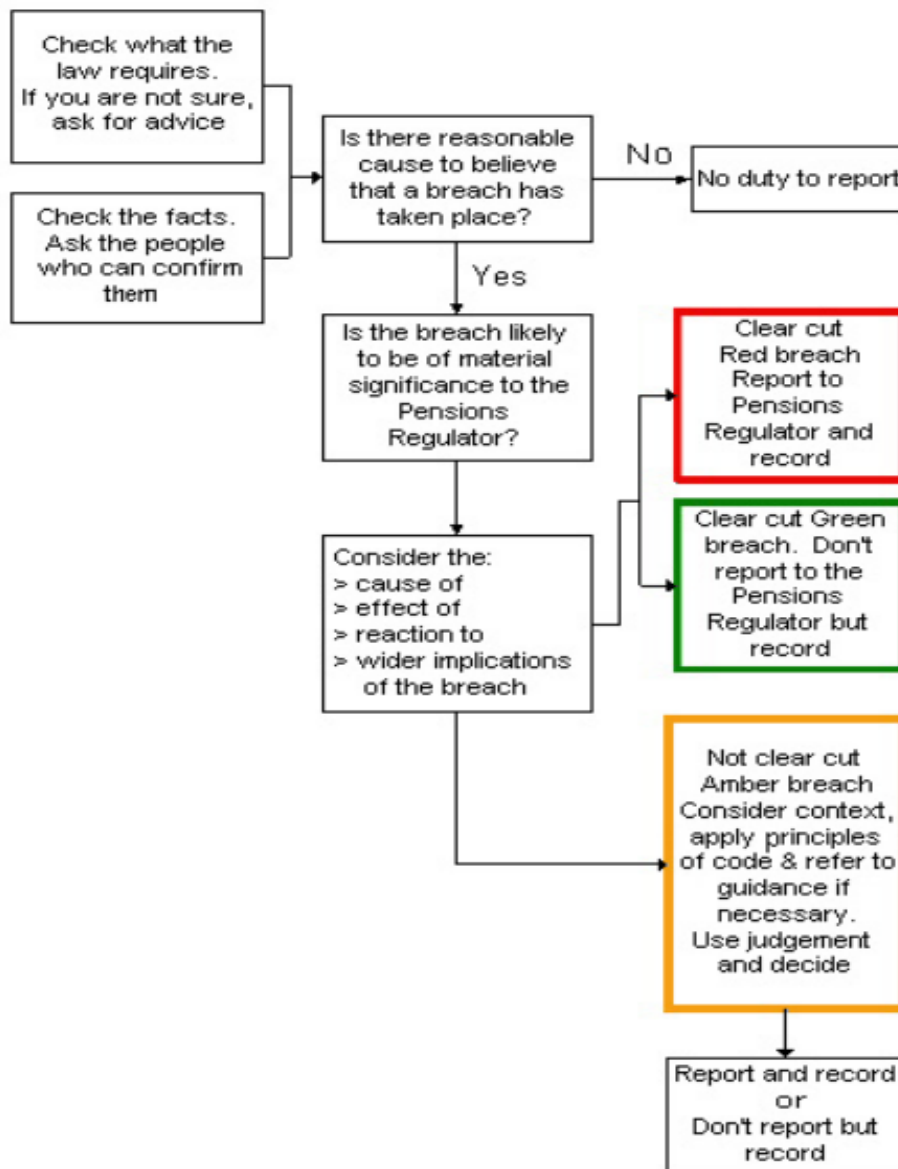 Check what the
law requires.
If you are not sure,
ask for advice
Check the facts.
Ask the people
who can confirm
them
Is there reasonable
cause to believe
that a breach has
taken place?
No
No duty to report
Yes
Is the breach likely
to be of material
significance to the
Pensions
Regulator?
Consider the:
> cause of
> effect of
> reaction to
> wider implications
of the breach
Clear cut
Red breach
Report to
Pensions
Regulator and
record
Clear cut Green
breach. Don't
report to the
Pensions
Regulator but
record
Not clear cut
Amber breach
Consider context,
apply principles
of code & refer to
guidance if
necessary.
Use judgement
and decide
Report and record
or
Don't report but
record